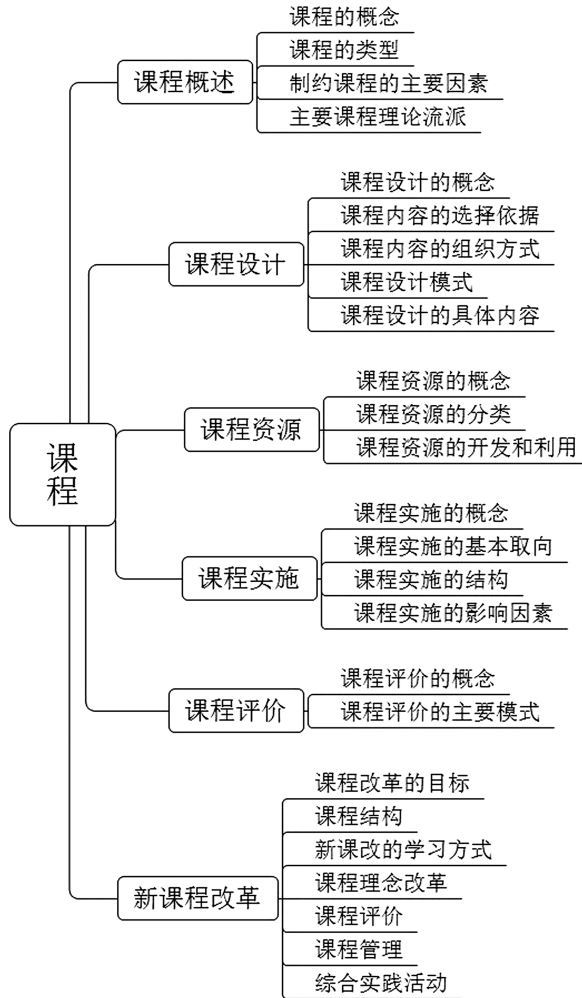 课程
课程概述
课程的概念
课程的类型
制约课程的主要因素
主要课程理论流派
课程设计
课程设计的概念
课程内容的选择依据
课程内容的组织方式
课程设计模式
课程设计的具体内容
课程资源
课程资源的概念
课程资源的分类
课程资源的开发和利用
课程实施
课程实施的概念
课程实施的基本取向
课程实施的结构
课程实施的影响因素
课程评价
课程评价的概念
课程评价的主要模式
新课程改革
课程改革的目标
课程结构
新课改的学习方式
课程理念改革
课程评价
课程管理
综合实践活动